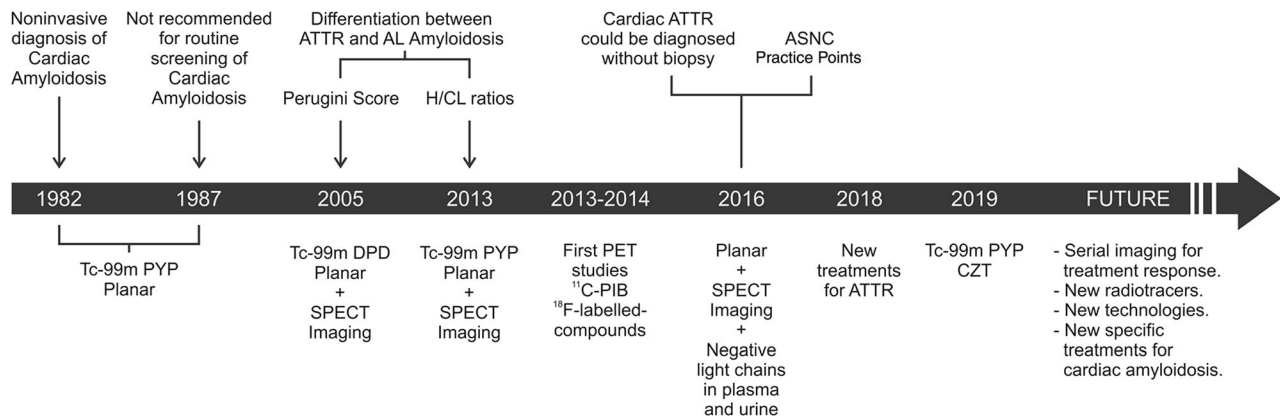 Noninvasive
diagnosis of
Cardiac
Amyloidosis
Not recommended
for routine
screening of
Cardiac
Amyloidosis
Differentiation between
ATTR and AL Amyloidosis
Perugini Score
H/CL ratios
Cardiac ATTR
could be diagnosed
without biopsy
ASNC
Practice Points
1982
1987
2005
2013
2013-2014
2016
2018
2019
FUTURE
Tc-99m PYP
Planar
Tc-99m DPD
Planar
+
SPECT
Imaging
Tc-99m PYP
Planar
+
SPECT
Imaging
First PET
studies
¹¹C-PIB
¹⁸F-labelled-
compounds
Planar
+
SPECT
Imaging
+
Negative
light chains
in plasma
and urine
New
treatments
for ATTR
Tc-99m PYP
CZT
- Serial imaging for
treatment response.
- New radiotracers.
- New technologies.
- New specific
treatments for
cardiac amyloidosis.